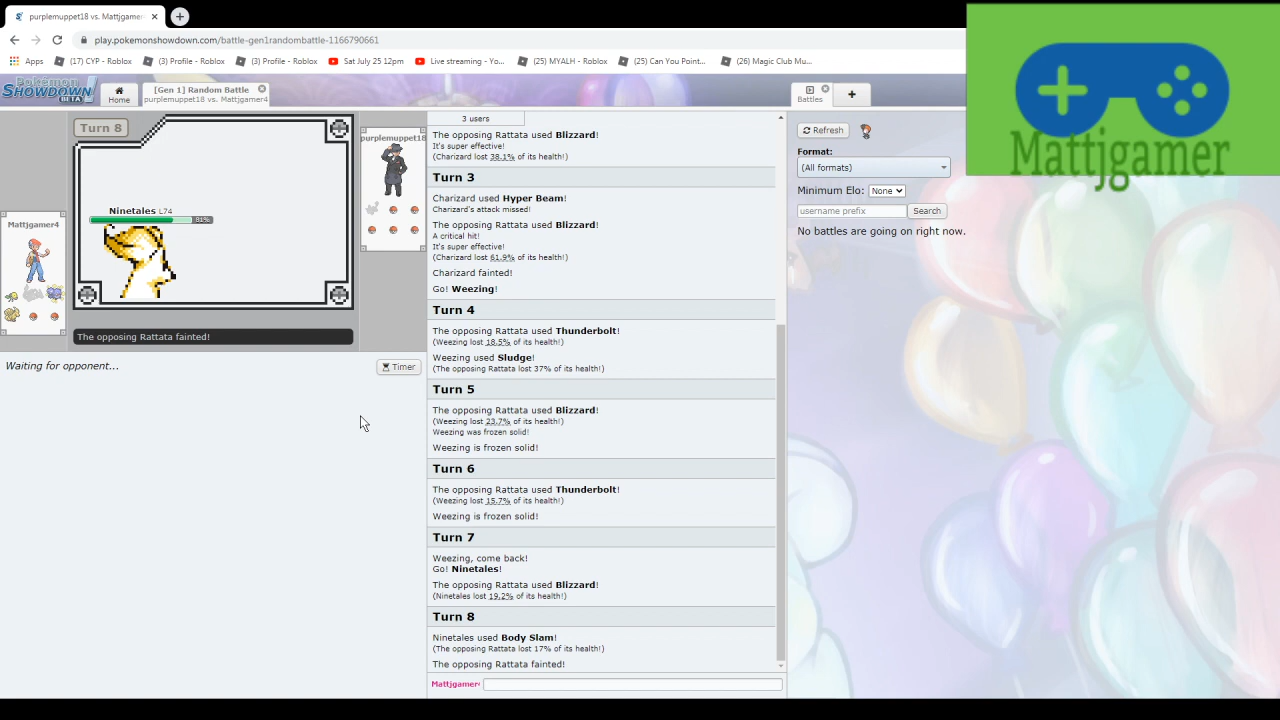 purplemuppet18 vs. Mattjgamer
play.pokemonshowdown.com/battle-gen1randombattle-1166790661
Apps
(17) CYP - Roblox
(3) Profile - Roblox
(3) Profile - Roblox
Sat July 25 12pm
Live streaming - Yo...
(25) MYALH - Roblox
(25) Can You Point...
(26) Magic Club Mu...
Pokémon
SHOWDOWN!
BETA
Home
[Gen 1] Random Battle
purplemuppet18 vs. Mattjgamer4
Battles
Turn 8
Ninetales L74
81%
Mattjgamer4
purplemuppet18
The opposing Rattata fainted!
Waiting for opponent...
Timer
3 users
The opposing Rattata used Blizzard!
It's super effective!
(Charizard lost 38.1% of its health!)
Turn 3
Charizard used Hyper Beam!
Charizard's attack missed!
The opposing Rattata used Blizzard!
A critical hit!
It's super effective!
(Charizard lost 61.9% of its health!)
Charizard fainted!
Go! Weezing!
Turn 4
The opposing Rattata used Thunderbolt!
(Weezing lost 18.5% of its health!)
Weezing used Sludge!
(The opposing Rattata lost 37% of its health!)
Turn 5
The opposing Rattata used Blizzard!
(Weezing lost 23.7% of its health!)
Weezing was frozen solid!
Weezing is frozen solid!
Turn 6
The opposing Rattata used Thunderbolt!
(Weezing lost 15.7% of its health!)
Weezing is frozen solid!
Turn 7
Weezing, come back!
Go! Ninetales!
The opposing Rattata used Blizzard!
(Ninetales lost 19.2% of its health!)
Turn 8
Ninetales used Body Slam!
(The opposing Rattata lost 17% of its health!)
The opposing Rattata fainted!
Mattjgamer
Refresh
Format:
(All formats)
Minimum Elo: None
username prefix
Search
No battles are going on right now.
Mattjgamer